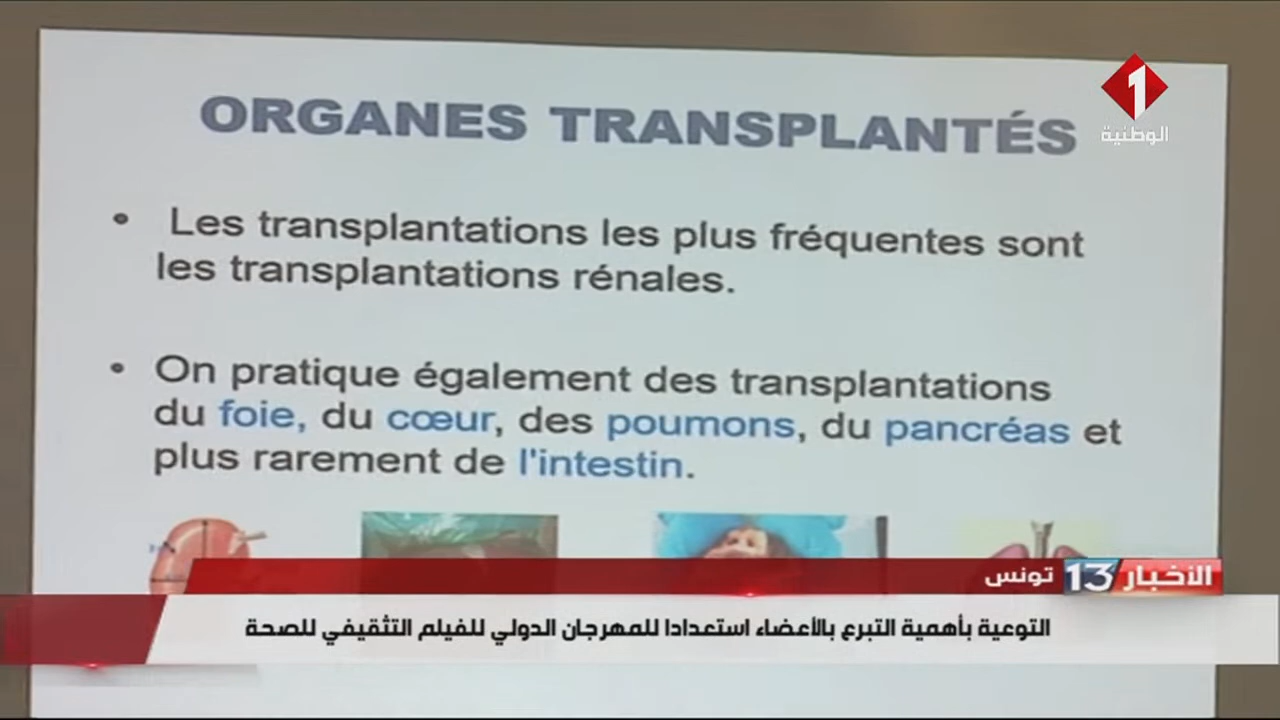 ORGANES TRANSPLANTÉS
الوطنية
1
• Les transplantations les plus fréquentes sont
les transplantations rénales.
• On pratique également des transplantations
du foie, du cœur, des poumons, du pancréas et
plus rarement de l'intestin.
الأخبار 13 تونس
التوعية بأهمية التبرع بالأعضاء استعدادا للمهرجان الدولي للفيلم التثقيفي للصحة